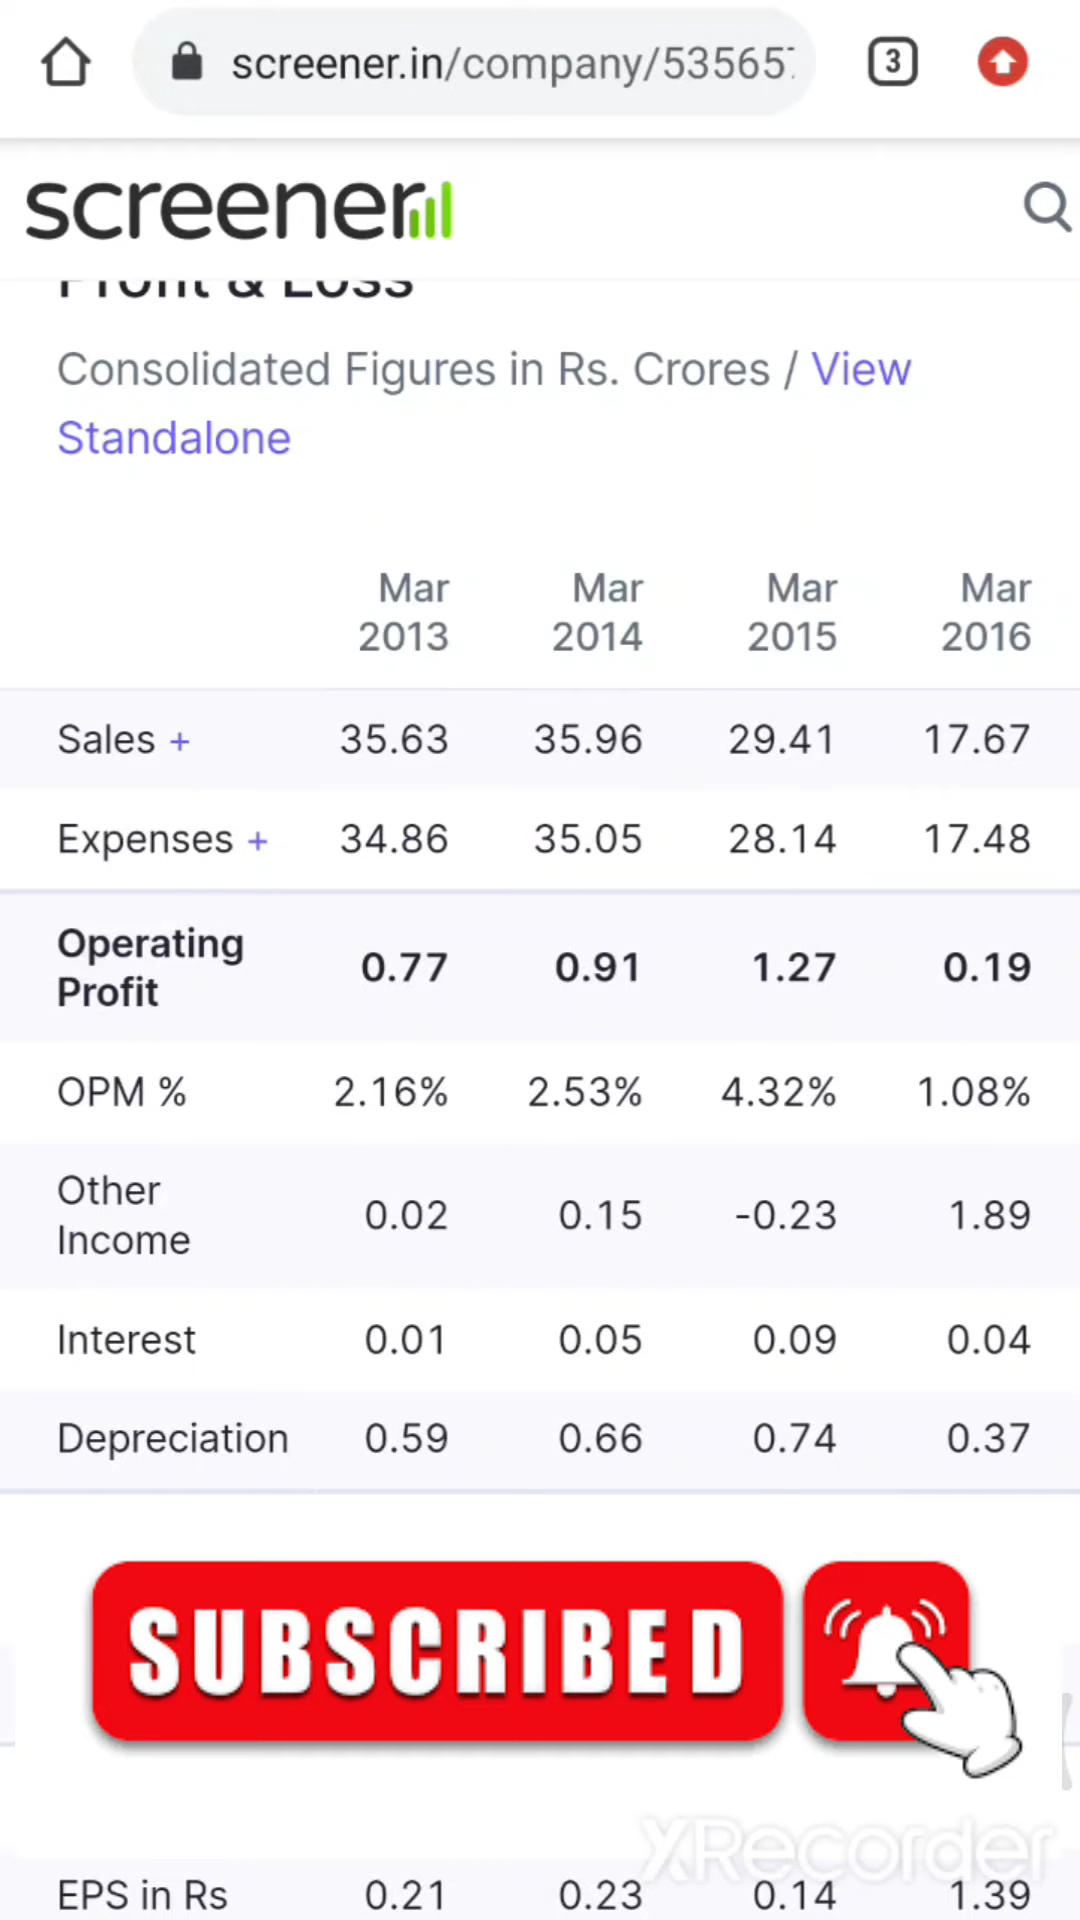 screener.in/company/53565
3
screener
Profit & Loss
Consolidated Figures in Rs. Crores / View
Standalone
Mar Mar Mar Mar
2013 2014 2015 2016
Sales + 35.63 35.96 29.41 17.67
Expenses + 34.86 35.05 28.14 17.48
Operating
Profit 0.77 0.91 1.27 0.19
OPM % 2.16% 2.53% 4.32% 1.08%
Other
Income 0.02 0.15 -0.23 1.89
Interest 0.01 0.05 0.09 0.04
Depreciation 0.59 0.66 0.74 0.37
SUBSCRIBED
XRecorder
EPS in Rs 0.21 0.23 0.14 1.39